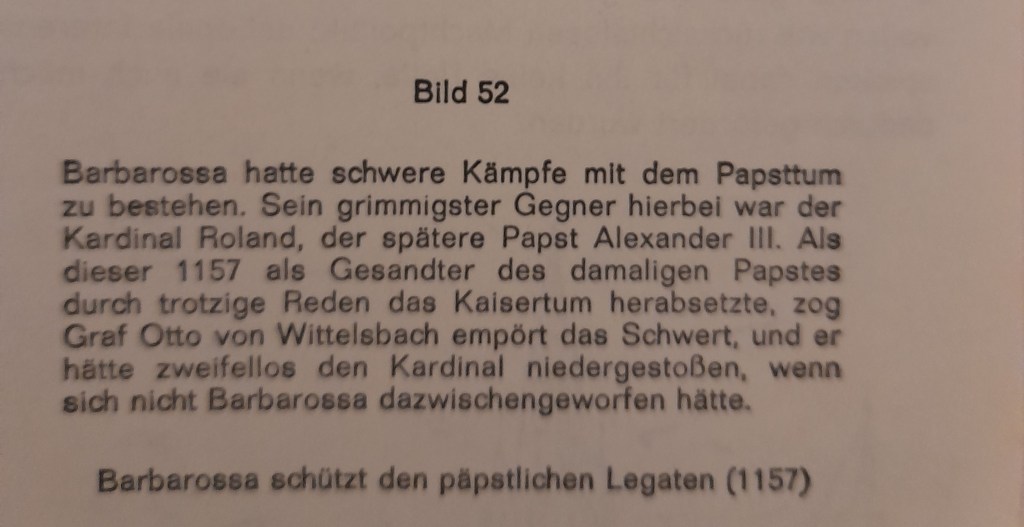 Bild 52
Barbarossa hatte schwere Kämpfe mit dem Papsttum
zu bestehen. Sein grimmigster Gegner hierbei war der
Kardinal Roland, der spätere Papst Alexander III. Als
dieser 1157 als Gesandter des damaligen Papstes
durch trotzige Reden das Kaisertum herabsetzte, zog
Graf Otto von Wittelsbach empört das Schwert, und er
hätte zweifellos den Kardinal niedergestoßen, wenn
sich nicht Barbarossa dazwischengeworfen hätte.
Barbarossa schützt den päpstlichen Legaten (1157)